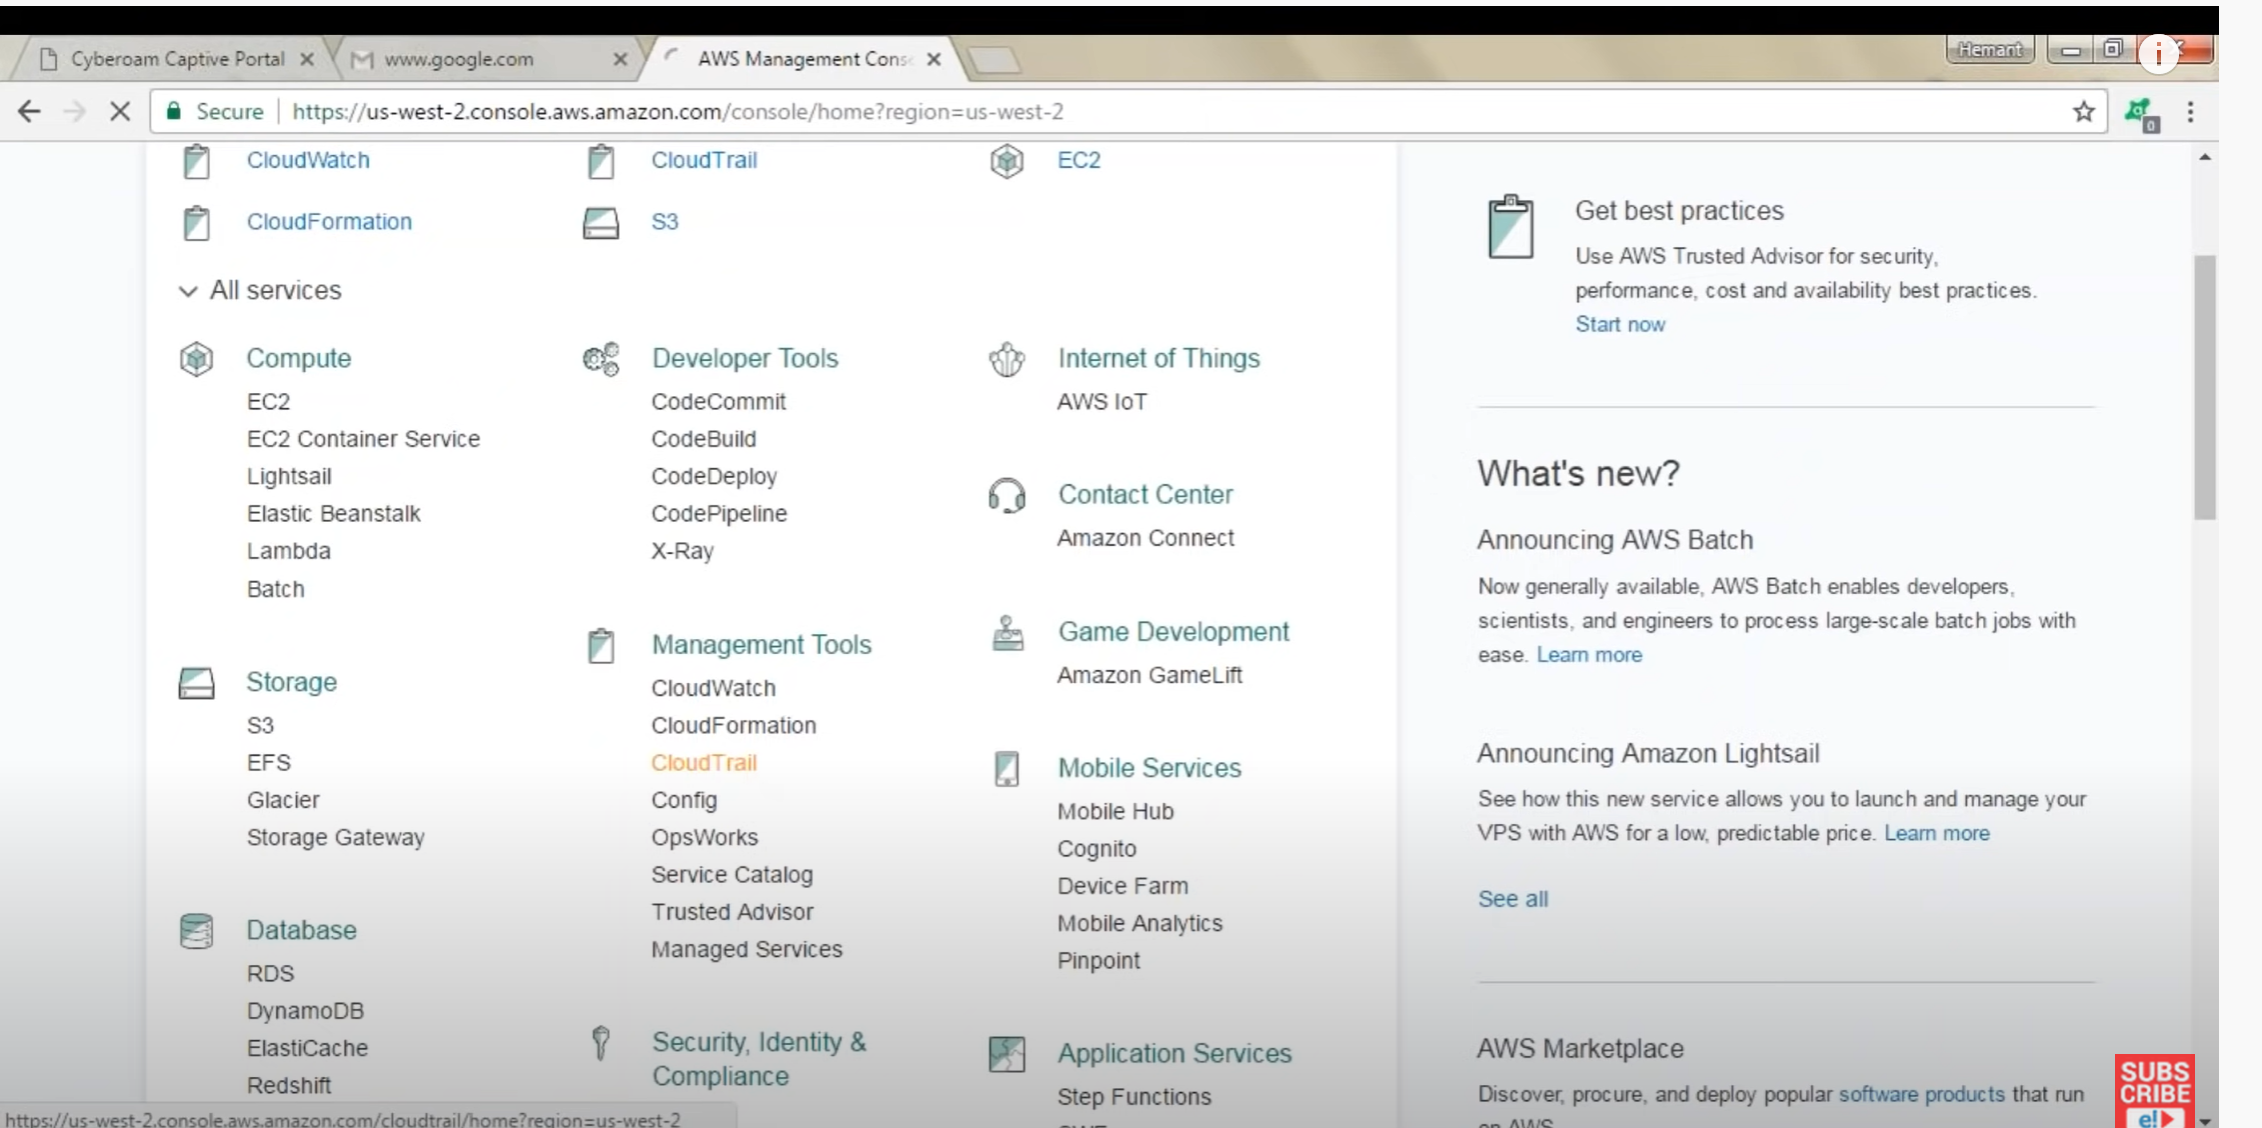 Cyberoam Captive Portal
www.google.com
AWS Management Cons
Hemant
Secure
https://us-west-2.console.aws.amazon.com/console/home?region=us-west-2
0
CloudWatch
CloudTrail
EC2
CloudFormation
S3
All services
Compute
EC2
EC2 Container Service
Lightsail
Elastic Beanstalk
Lambda
Batch
Storage
S3
EFS
Glacier
Storage Gateway
Database
RDS
DynamoDB
ElastiCache
Redshift
Developer Tools
CodeCommit
CodeBuild
CodeDeploy
CodePipeline
X-Ray
Management Tools
CloudWatch
CloudFormation
CloudTrail
Config
OpsWorks
Service Catalog
Trusted Advisor
Managed Services
Security, Identity &
Compliance
Internet of Things
AWS IoT
Contact Center
Amazon Connect
Game Development
Amazon GameLift
Mobile Services
Mobile Hub
Cognito
Device Farm
Mobile Analytics
Pinpoint
Application Services
Step Functions
Get best practices
Use AWS Trusted Advisor for security,
performance, cost and availability best practices.
Start now
What's new?
Announcing AWS Batch
Now generally available, AWS Batch enables developers,
scientists, and engineers to process large-scale batch jobs with
ease. Learn more
Announcing Amazon Lightsail
See how this new service allows you to launch and manage your
VPS with AWS for a low, predictable price. Learn more
See all
AWS Marketplace
Discover, procure, and deploy popular software products that run
on AWS
SUBS
CRIBE
e!
https://us-west-2.console.aws.amazon.com/cloudtrail/home?region=us-west-2